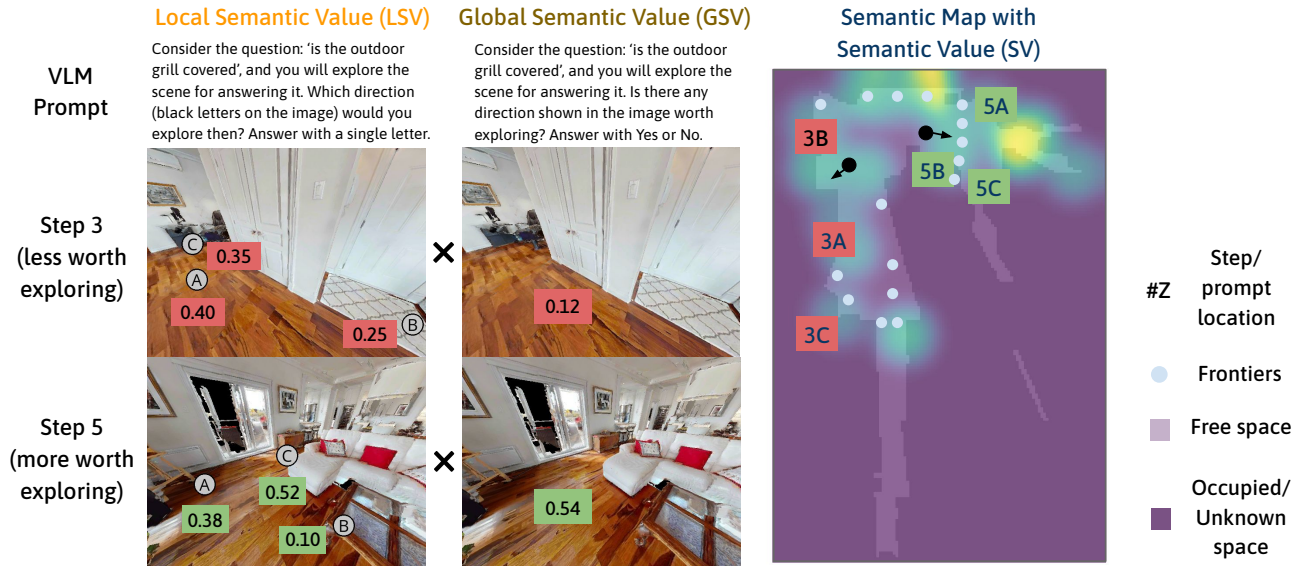 Local Semantic Value (LSV)
Global Semantic Value (GSV)
Semantic Map with
Semantic Value (SV)
VLM
Prompt
Consider the question: ‘is the outdoor
grill covered’, and you will explore the
scene for answering it. Which direction
(black letters on the image) would you
explore then? Answer with a single letter.
Consider the question: ‘is the outdoor
grill covered’, and you will explore the
scene for answering it. Is there any
direction shown in the image worth
exploring? Answer with Yes or No.
Step 3
(less worth
exploring)
C
0.35
A
0.40
0.25
B
×
0.12
Step 5
(more worth
exploring)
C
A
0.52
0.38
B
0.10
×
0.54
5A
3B
5B
5C
3A
3C
#Z
Step/
prompt
location
Frontiers
Free space
Occupied/
Unknown
space